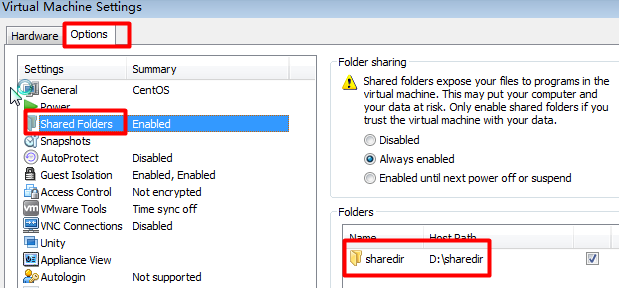 Virtual Machine Settings
Hardware Options
Settings Summary
General CentOS
Power
Shared Folders Enabled
Snapshots
AutoProtect Disabled
Guest Isolation Enabled, Enabled
Access Control Not encrypted
VMware Tools Time sync off
VNC Connections Disabled
Unity
Appliance View
Autologin Not supported
Folder sharing
Shared folders expose your files to programs in the
virtual machine. This may put your computer and
your data at risk. Only enable shared folders if you
trust the virtual machine with your data.
Disabled
Always enabled
Enabled until next power off or suspend
Folders
Name Host Path
sharedir D:\sharedir